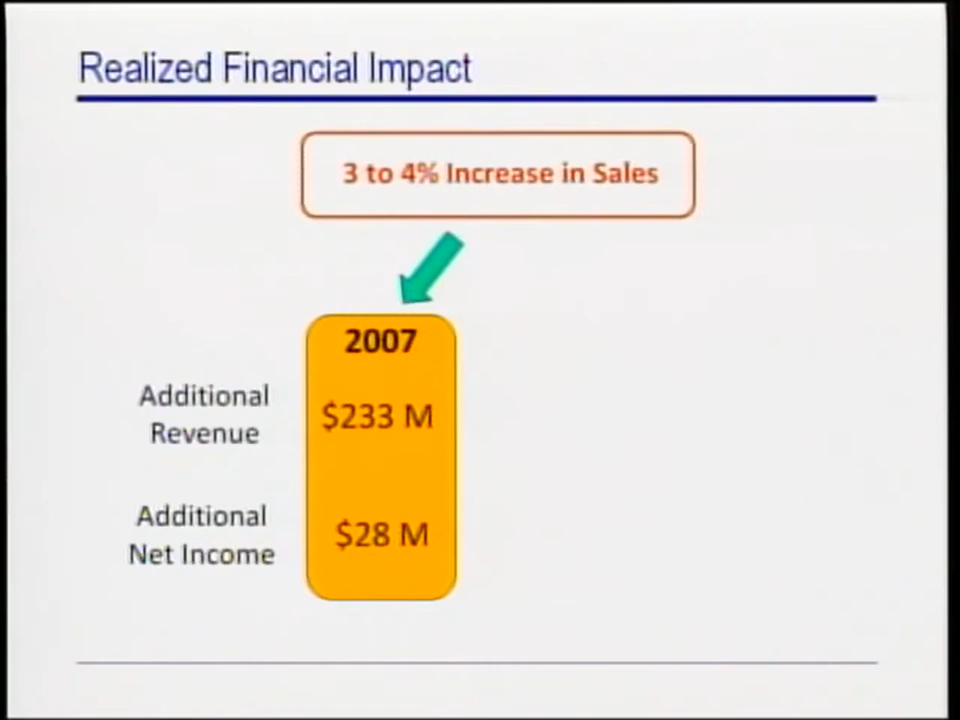 Realized Financial Impact
3 to 4% Increase in Sales
2007
Additional
Revenue
$233 M
Additional
Net Income
$28 M